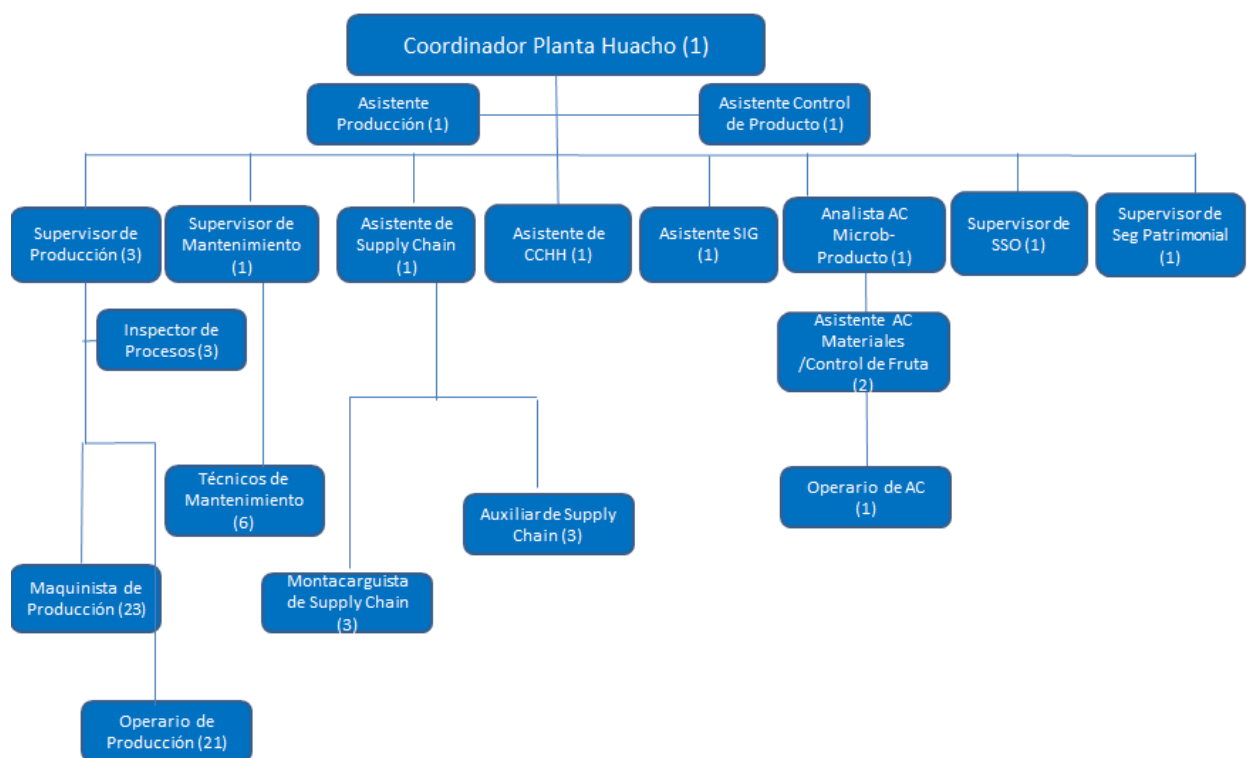 Coordinador Planta Huacho (1)
Asistente
Producción (1)
Asistente Control
de Producto (1)
Supervisor de
Producción (3)
Supervisor de
Mantenimiento
(1)
Asistente de
Supply Chain
(1)
Asistente de
CCHH (1)
Asistente SIG
(1)
Analista AC
Microb-
Producto (1)
Supervisor de
SSO (1)
Supervisor de
Seg Patrimonial
(1)
Inspector de
Procesos (3)
Asistente AC
Materiales
/Control de Fruta
(2)
Técnicos de
Mantenimiento
(6)
Auxiliar de Supply
Chain (3)
Operario de AC
(1)
Maquinista de
Producción (23)
Montacarguista
de Supply Chain
(3)
Operario de
Producción (21)